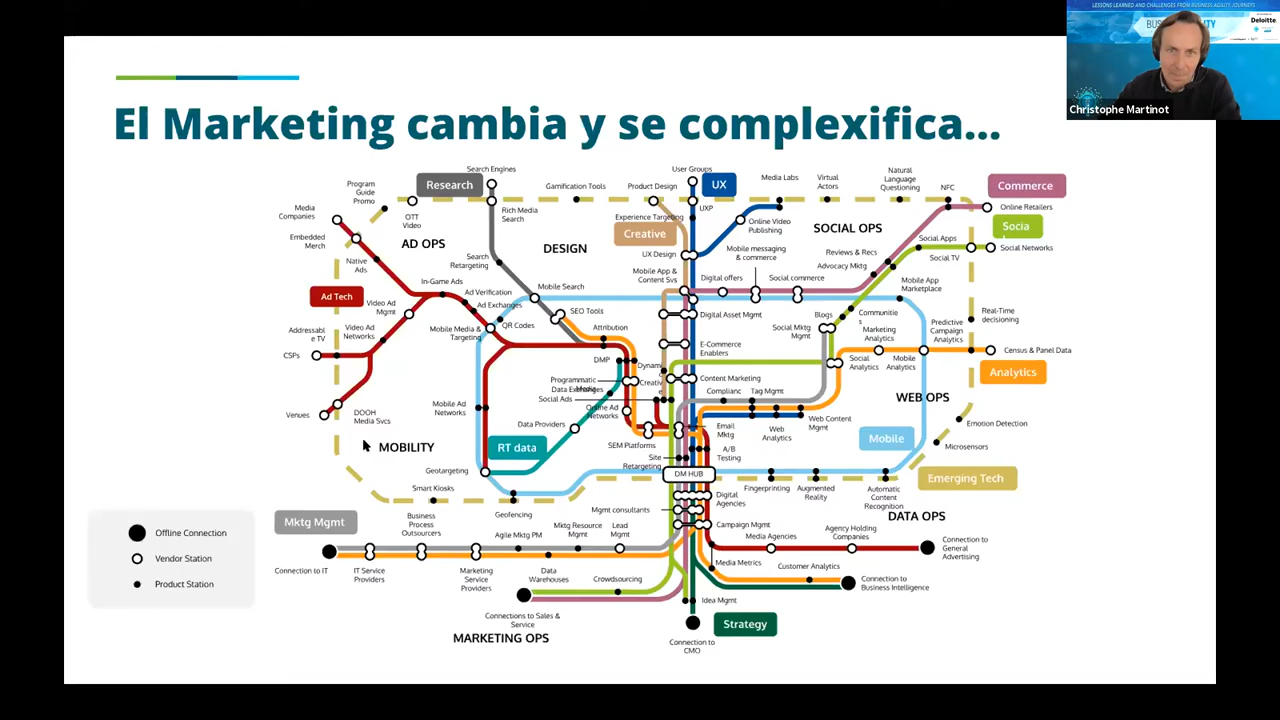 LESSONS LEARNED AND CHALLENGES FROM BUSINESS AGILITY JOURNEYS
Deloitte.
Christophe Martinot
El Marketing cambia y se complexifica...
Search Engines
User Groups
Program
Guide
Promo
Research
Gamification Tools
Product Design
UX
Media Labs
Virtual
Actors
Natural
Language
Questioning
NFC
Commerce
Online Retailers
Media
Companies
OTT
Video
Rich Media
Search
Experience Targeting
UXP
Online Video
Publishing
Creative
SOCIAL OPS
Socia
Embedded
Merch
AD OPS
DESIGN
UX Design
Mobile messaging
& commerce
Reviews & Recs
Social Apps
Social TV
Social Networks
Native
Ads
Search
Retargeting
Mobile App &
Content Svs
Digital offers
Social commerce
Advocacy Mktg
Mobile App
Marketplace
In-Game Ads
Ad Verification
Mobile Search
Ad Tech
Video Ad
Mgmt
Ad Exchanges
SEO Tools
Digital Asset Mgmt
Blogs
Communitie
s
Real-Time
decisioning
Addressabl
e TV
Video Ad
Networks
Mobile Media &
Targeting
QR Codes
Attribution
Social Mktg
Mgmt
Marketing
Analytics
Predictive
Campaign
Analytics
CSPs
DMP
Dynami
E-Commerce
Enablers
Social
Analytics
Mobile
Analytics
Census & Panel Data
Analytics
Programmatic
Media
Data Exchanges
Creativ
Content Marketing
Social Ads
Complianc
Tag Mgmt
WEB OPS
Venues
DOOH
Media Svcs
Mobile Ad
Networks
Online Ad
Networks
Data Providers
Email
Mktg
Web
Analytics
Web Content
Mgmt
Emotion Detection
MOBILITY
RT data
SEM Platforms
A/B
Testing
Mobile
Microsensors
Geotargeting
Site
Retargeting
DM HUB
Smart Kiosks
Fingerprinting
Augmented
Reality
Automatic
Content
Recognition
Emerging Tech
Geofencing
Mgmt consultants
Digital
Agencies
DATA OPS
Mktg Mgmt
Business
Process
Outsourcers
Agile Mktg PM
Mktg Resource
Mgmt
Lead
Mgmt
Campaign Mgmt
Media Agencies
Agency Holding
Companies
Connection to
General
Advertising
Offline Connection
Vendor Station
Product Station
Connection to IT
IT Service
Providers
Marketing
Service
Providers
Data
Warehouses
Crowdsourcing
Media Metrics
Customer Analytics
Connection to
Business Intelligence
Connections to Sales &
Service
Idea Mgmt
Strategy
MARKETING OPS
Connection to
CMO